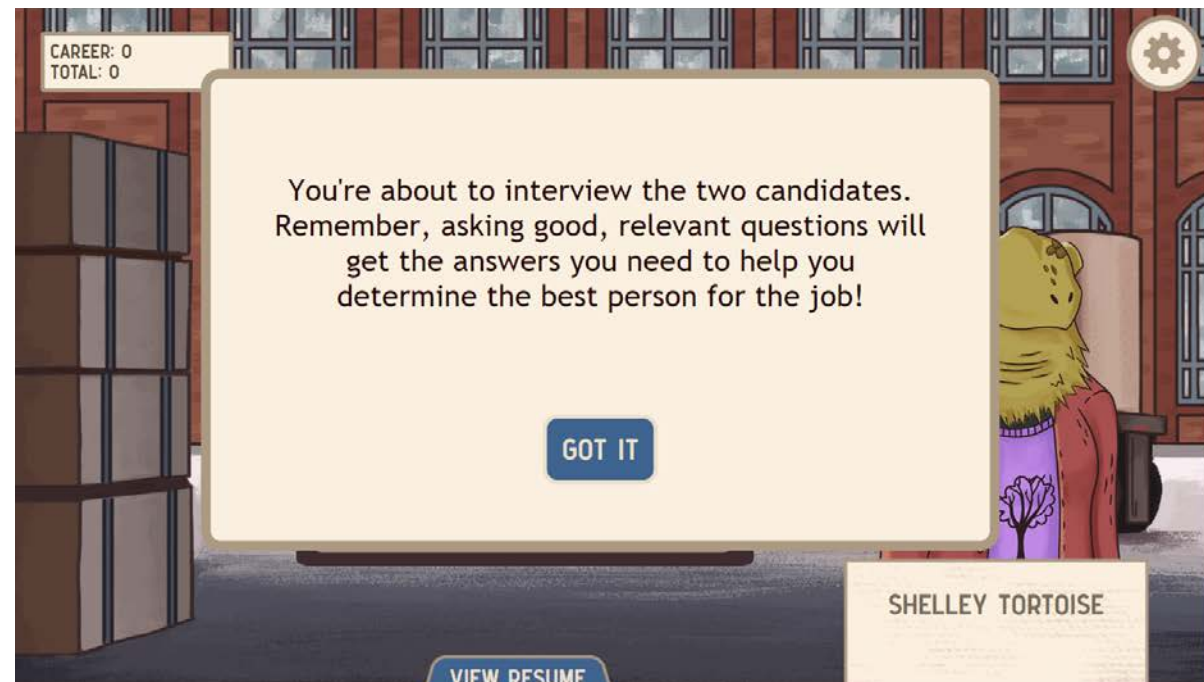 CAREER: 0
TOTAL: 0
You're about to interview the two candidates.
Remember, asking good, relevant questions will
get the answers you need to help you
determine the best person for the job!
GOT IT
SHELLEY TORTOISE
VIEW RESUME